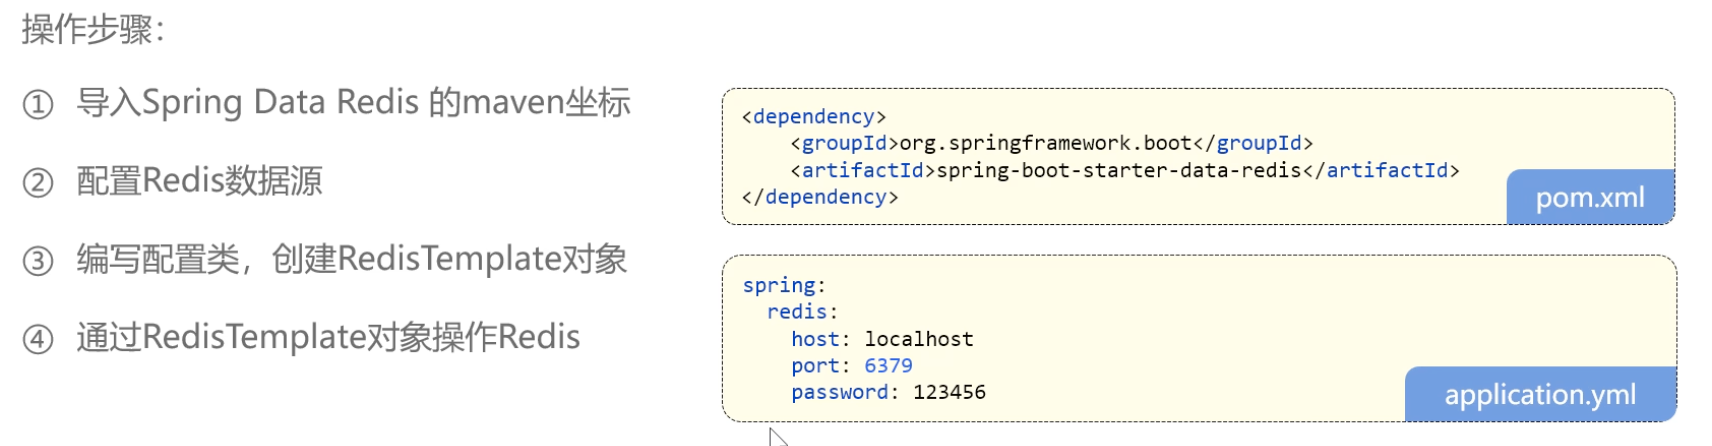 操作步骤：
① 导入Spring Data Redis 的maven坐标
② 配置Redis数据源
③ 编写配置类，创建RedisTemplate对象
④ 通过RedisTemplate对象操作Redis
<dependency>
    <groupId>org.springframework.boot</groupId>
    <artifactId>spring-boot-starter-data-redis</artifactId>
</dependency>
pom.xml
spring:
  redis:
    host: localhost
    port: 6379
    password: 123456
application.yml